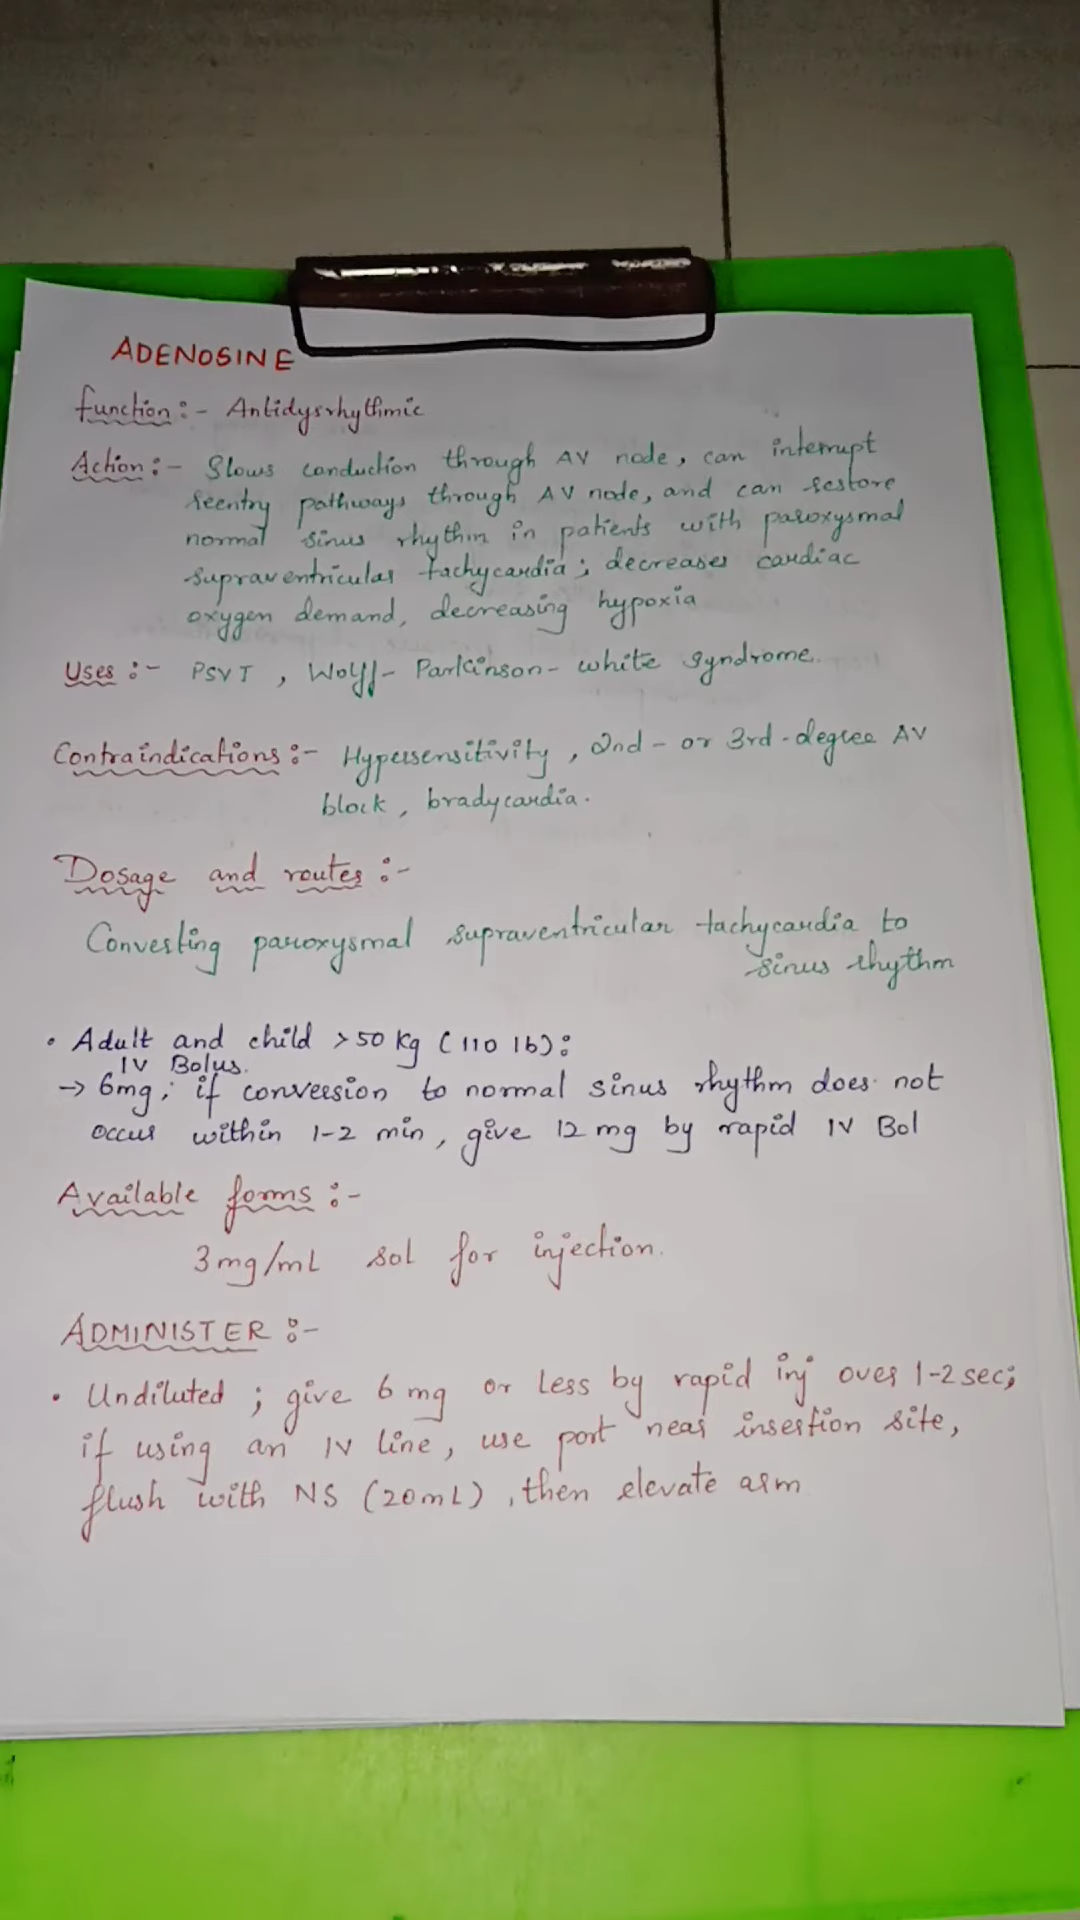 ADENOSINE
Function :- Antidysrhythmic
Action :- Slows conduction through AV node, can interrupt
reentry pathways through AV node, and can restore
normal sinus rhythm in patients with paroxysmal
supraventricular tachycardia ; decreases cardiac
oxygen demand, decreasing hypoxia
Uses :- PSVT , Wolff-Parkinson-white syndrome.
Contraindications :- Hypersensitivity , 2nd - or 3rd-degree AV
block, bradycardia.
Dosage and routes :-
Converting paroxysmal supraventricular tachycardia to
sinus rhythm
• Adult and child > 50 kg (110 lb):
IV Bolus.
→ 6mg; if conversion to normal sinus rhythm does not
occur within 1-2 min, give 12 mg by rapid IV Bol
Available forms :-
3 mg/mL sol for injection.
ADMINISTER :-
• Undiluted ; give 6 mg or less by rapid inj over 1-2 sec;
if using an IV line, use port near insertion site,
flush with NS (20mL), then elevate arm